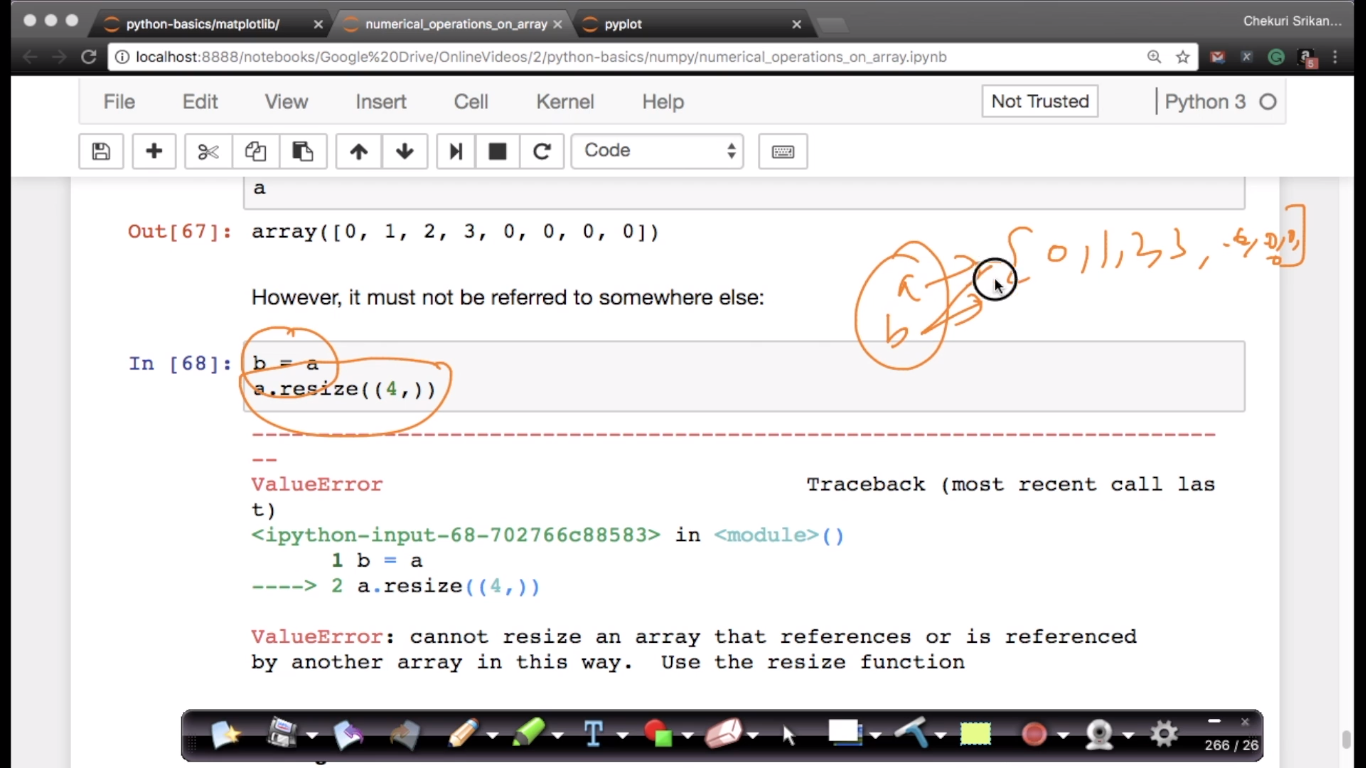 python-basics/matplotlib/ numerical_operations_on_array pyplot Chekuri Srikan...
localhost:8888/notebooks/Google%20Drive/OnlineVideos/2/python-basics/numpy/numerical_operations_on_array.ipynb
5
File Edit View Insert Cell Kernel Help Not Trusted Python 3
Code
a
Out[67]: array([0, 1, 2, 3, 0, 0, 0, 0])
[ 0, 1, 2, 3,
a
b
However, it must not be referred to somewhere else:
In [68]: b = a
a.resize((4,))
--------------------------------------------------------------------------
--
ValueError Traceback (most recent call las
t)
<ipython-input-68-702766c88583> in <module>()
1 b = a
----> 2 a.resize((4,))
ValueError: cannot resize an array that references or is referenced
by another array in this way.  Use the resize function
T
266 / 26